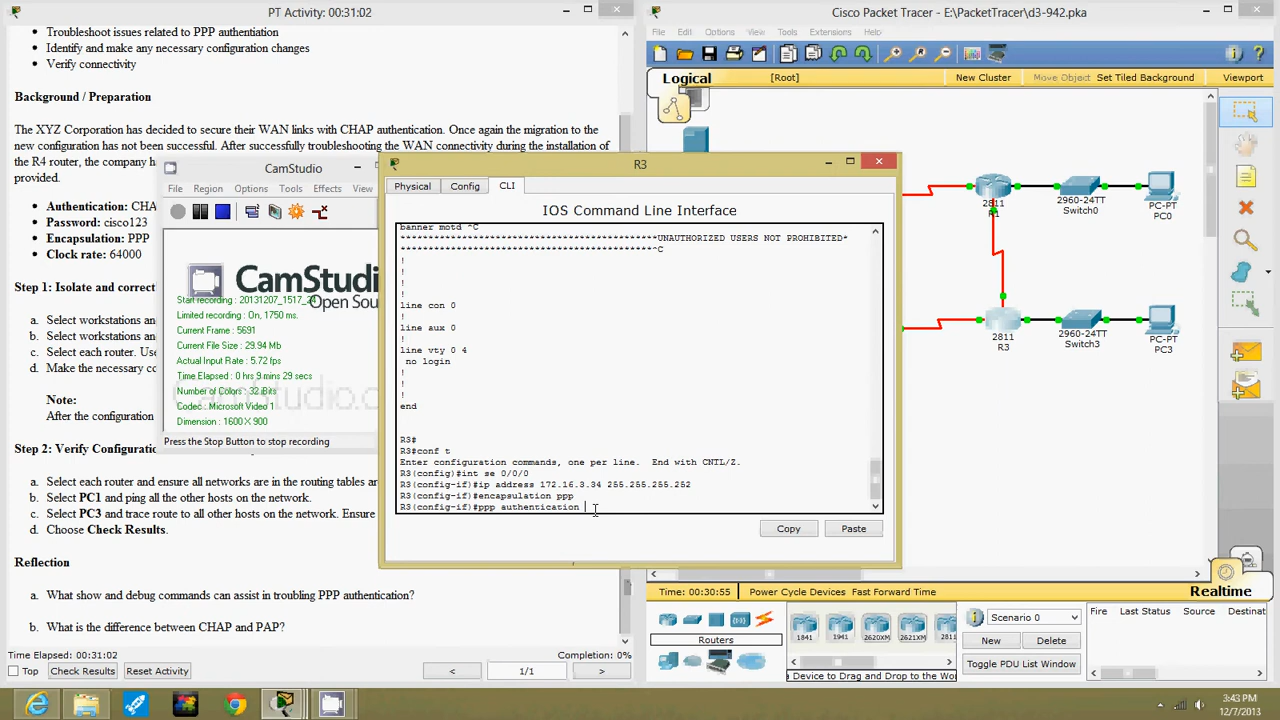 PT Activity: 00:31:02
Troubleshoot issues related to PPP authentication
Identify and make any necessary configuration changes
Verify connectivity
Background / Preparation
The XYZ Corporation has decided to secure their WAN links with CHAP authentication. Once again the migration to the
new configuration has not been successful. After successfully troubleshooting the WAN connectivity during the installation of
the R4 router, the company ha
provided.
Authentication: CHA
Password: cisco123
Encapsulation: PPP
Clock rate: 64000
Step 1: Isolate and correct
a. Select workstations an
b. Select workstations an
c. Select each router. Use
d. Make the necessary co
Note:
After the configuration
Step 2: Verify Configuratio
a. Select each router and ensure all networks are in the routing tables ar
b. Select PC1 and ping all the other hosts on the network.
c. Select PC3 and trace route to all other hosts on the network. Ensure
d. Choose Check Results.
Reflection
a. What show and debug commands can assist in troubling PPP authentication?
b. What is the difference between CHAP and PAP?
Time Elapsed: 00:31:02
Completion: 0%
Top
Check Results
Reset Activity
<
1/1
>
CamStudio
File Region Options Tools Effects View
CamStudio
Open Sou
Start recording : 20131207_1517_34
Limited recording : On, 1750 ms.
Current Frame : 5691
Current File Size : 29.94 Mb
Actual Input Rate : 5.72 fps
Time Elapsed : 0 hrs 9 mins 29 secs
Number of Colors : 32 Bits
Codec : Microsoft Video 1
Dimension : 1600 X 900
Press the Stop Button to stop recording
R3
Physical
Config
CLI
IOS Command Line Interface
banner motd ^C
******************************************UNAUTHORIZED USERS NOT PROHIBITED*
******************************************^C
!
!
!
!
line con 0
!
line aux 0
!
line vty 0 4
no login
!
!
!
end
R3#
R3#conf t
Enter configuration commands, one per line. End with CNTL/Z.
R3(config)#int se 0/0/0
R3(config-if)#ip address 172.16.3.34 255.255.255.252
R3(config-if)#encapsulation ppp
R3(config-if)#ppp authentication
Copy
Paste
Cisco Packet Tracer - E:\PacketTracer\d3-942.pka
File Edit Options View Tools Extensions Help
Logical
[Root]
New Cluster
Move Object
Set Tiled Background
Viewport
2811
R1
2960-24TT
Switch0
PC-PT
PC0
2811
R3
2960-24TT
Switch3
PC-PT
PC3
Time: 00:30:55
Power Cycle Devices
Fast Forward Time
Realtime
Routers
1841
1941
2620XM
2621XM
2811
a Device to Drag and Drop to the Wo
Scenario 0
New
Delete
Toggle PDU List Window
Fire
Last Status
Source
Destinat
3:43 PM
12/7/2013